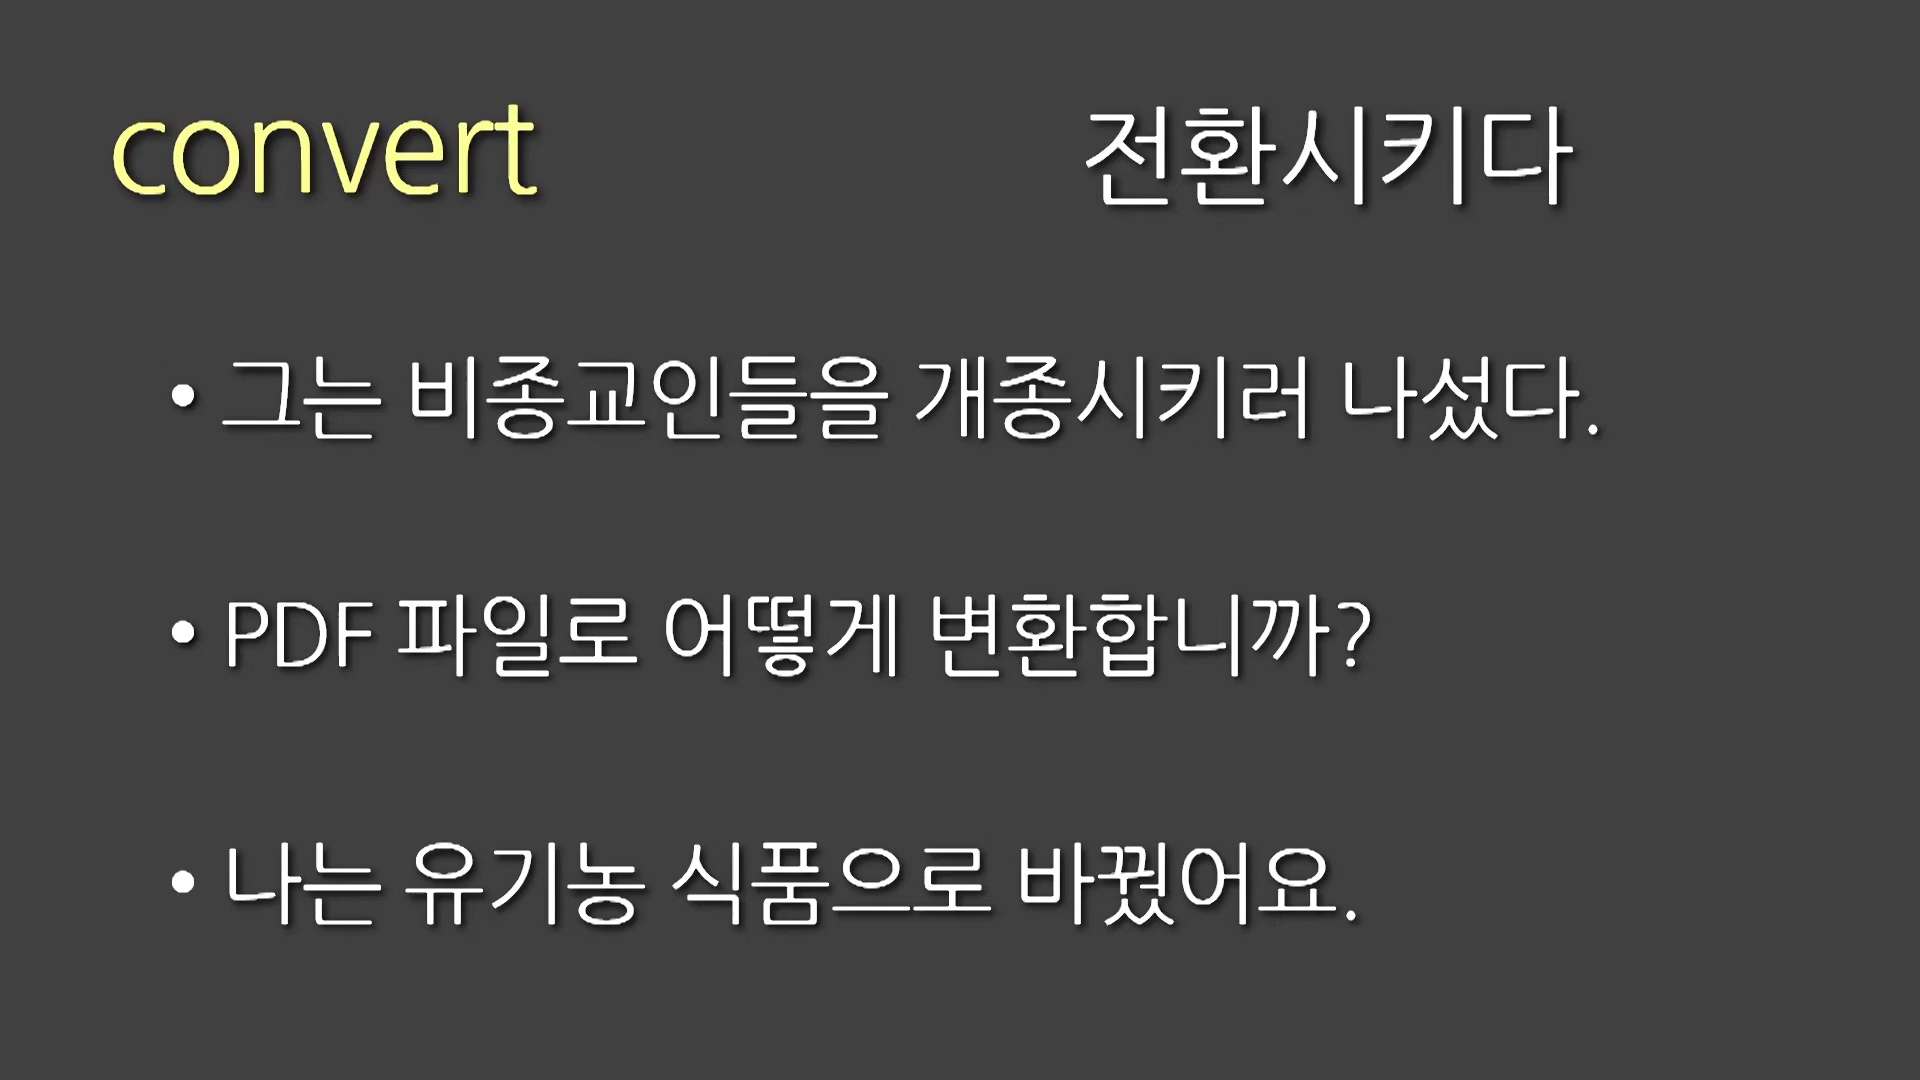 convert 전환시키다
• 그는 비종교인들을 개종시키러 나섰다.
• PDF 파일로 어떻게 변환합니까?
• 나는 유기농 식품으로 바꿨어요.